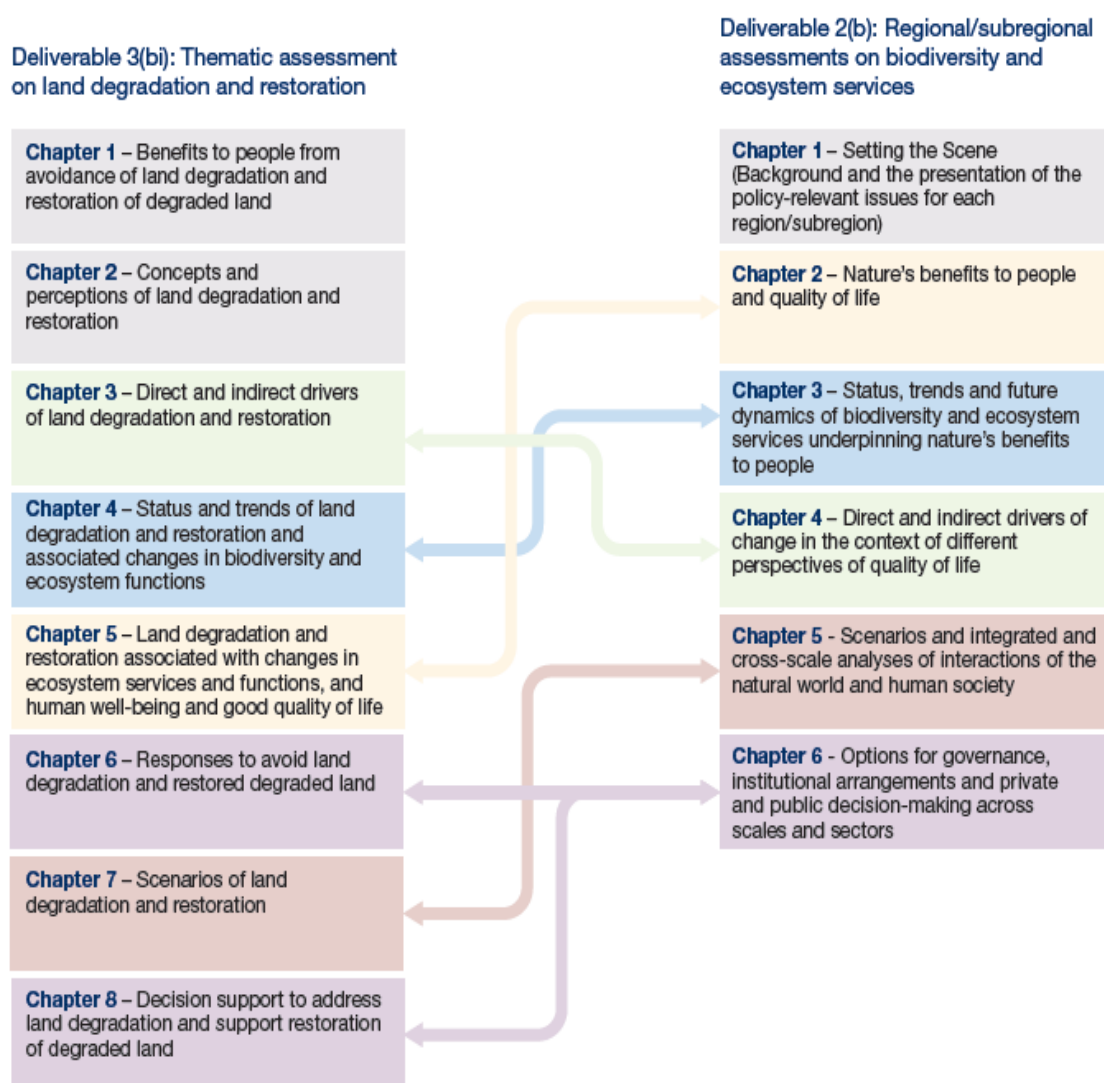 Deliverable 3(bi): Thematic assessment
on land degradation and restoration
Chapter 1 – Benefits to people from
avoidance of land degradation and
restoration of degraded land
Chapter 2 – Concepts and
perceptions of land degradation and
restoration
Chapter 3 – Direct and indirect drivers
of land degradation and restoration
Chapter 4 – Status and trends of land
degradation and restoration and
associated changes in biodiversity and
ecosystem functions
Chapter 5 – Land degradation and
restoration associated with changes in
ecosystem services and functions, and
human well-being and good quality of life
Chapter 6 – Responses to avoid land
degradation and restored degraded land
Chapter 7 – Scenarios of land
degradation and restoration
Chapter 8 – Decision support to address
land degradation and support restoration
of degraded land
Deliverable 2(b): Regional/subregional
assessments on biodiversity and
ecosystem services
Chapter 1 – Setting the Scene
(Background and the presentation of the
policy-relevant issues for each
region/subregion)
Chapter 2 – Nature's benefits to people
and quality of life
Chapter 3 – Status, trends and future
dynamics of biodiversity and ecosystem
services underpinning nature's benefits
to people
Chapter 4 – Direct and indirect drivers of
change in the context of different
perspectives of quality of life
Chapter 5 - Scenarios and integrated and
cross-scale analyses of interactions of the
natural world and human society
Chapter 6 - Options for governance,
institutional arrangements and private
and public decision-making across
scales and sectors